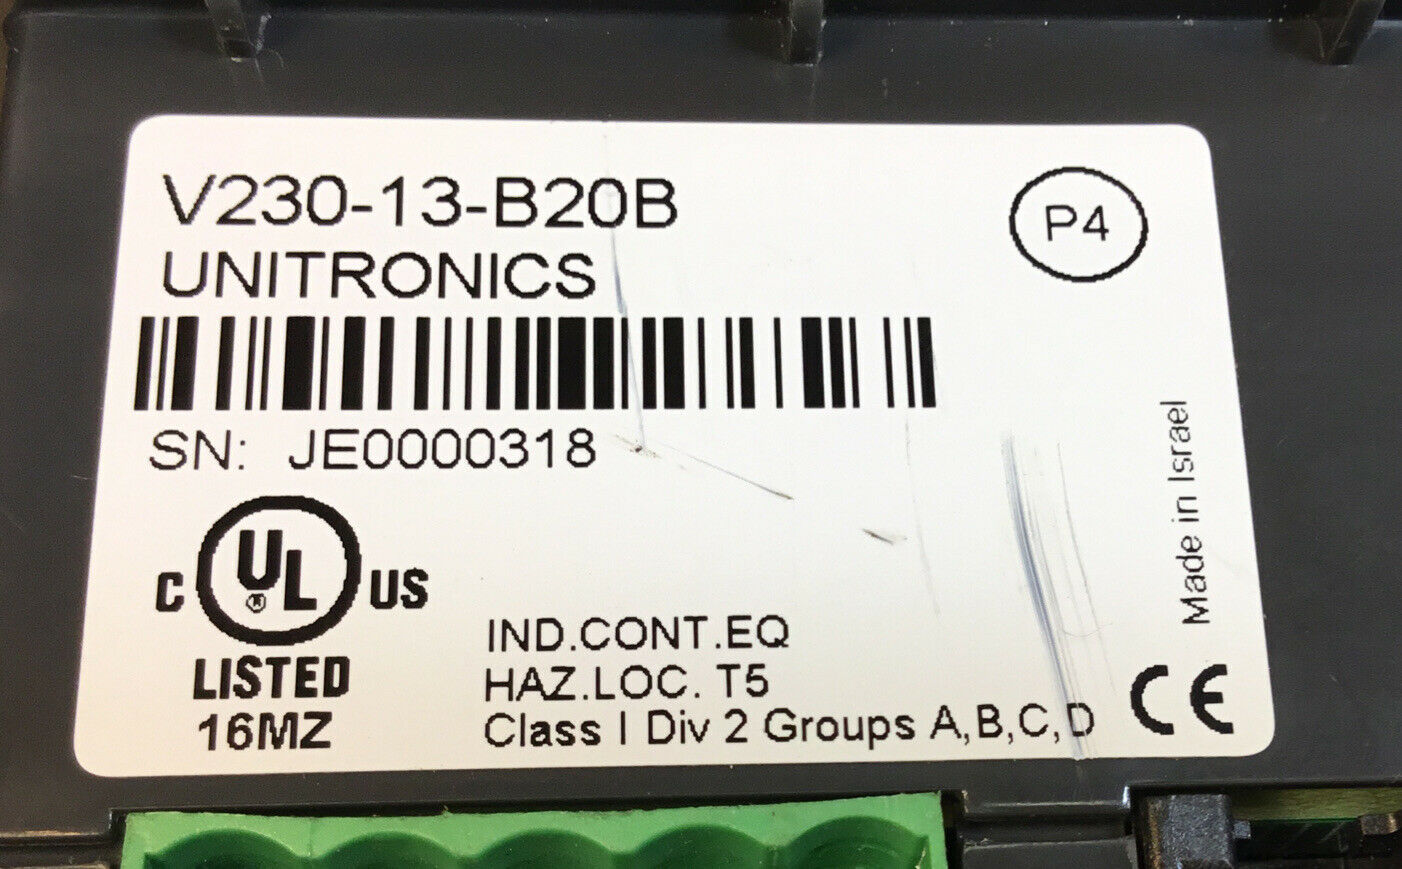 V230-13-B20B
P4
UNITRONICS
SN: JE0000318
Made in Israel
C UL® US
LISTED
16MZ
IND.CONT.EQ
HAZ.LOC. T5
Class I Div 2 Groups A,B,C,D
CE